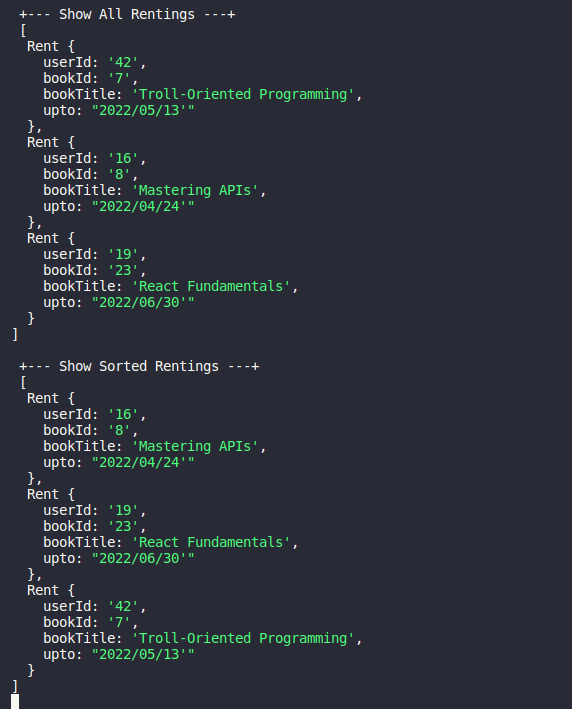 +--- Show All Rentings ---+
[
Rent {
userId: '42',
bookId: '7',
bookTitle: 'Troll-Oriented Programming',
upto: "2022/05/13'"
},
Rent {
userId: '16',
bookId: '8',
bookTitle: 'Mastering APIs',
upto: "2022/04/24'"
},
Rent {
userId: '19',
bookId: '23',
bookTitle: 'React Fundamentals',
upto: "2022/06/30'"
}
]
+--- Show Sorted Rentings ---+
[
Rent {
userId: '16',
bookId: '8',
bookTitle: 'Mastering APIs',
upto: "2022/04/24'"
},
Rent {
userId: '19',
bookId: '23',
bookTitle: 'React Fundamentals',
upto: "2022/06/30'"
},
Rent {
userId: '42',
bookId: '7',
bookTitle: 'Troll-Oriented Programming',
upto: "2022/05/13'"
}
]